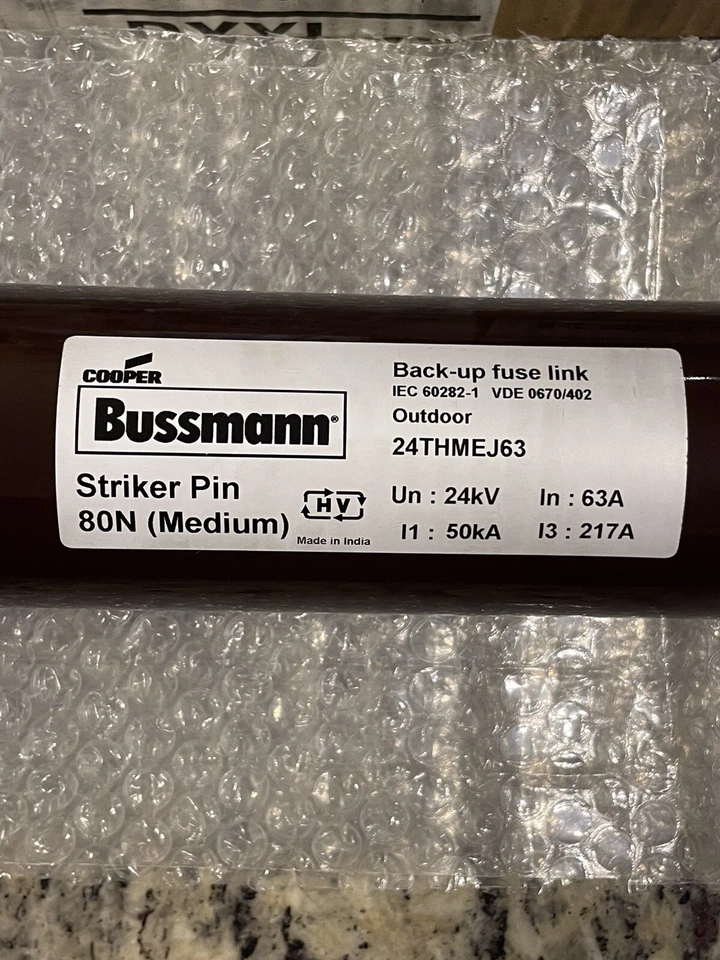 COOPER
Bussmann®
Striker Pin
80N (Medium)
HV
Made in India
Back-up fuse link
IEC 60282-1 VDE 0670/402
Outdoor
24THMEJ63
Un : 24kV In : 63A
I1 : 50kA I3 : 217A